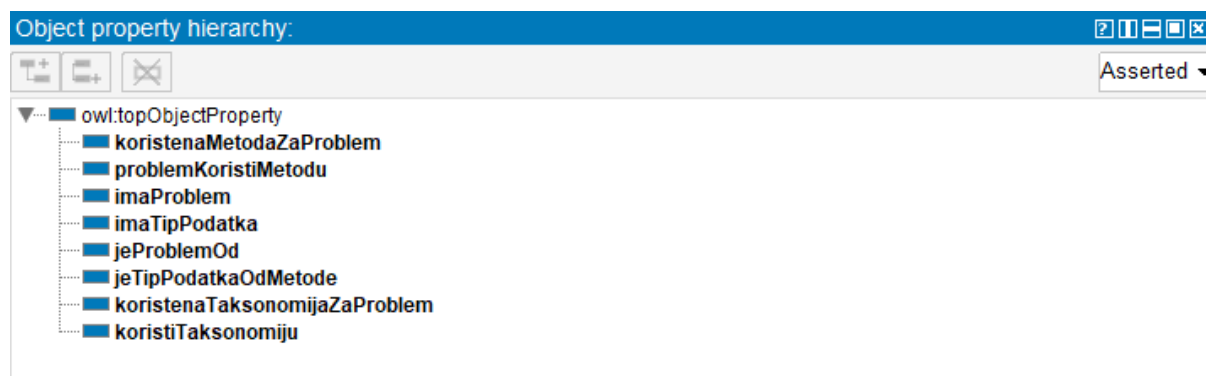 Object property hierarchy:
Asserted
owl:topObjectProperty
koristenaMetodaZaProblem
problemKoristiMetodu
imaProblem
imaTipPodatka
jeProblemOd
jeTipPodatkaOdMetode
koristenaTaksonomijaZaProblem
koristiTaksonomiju